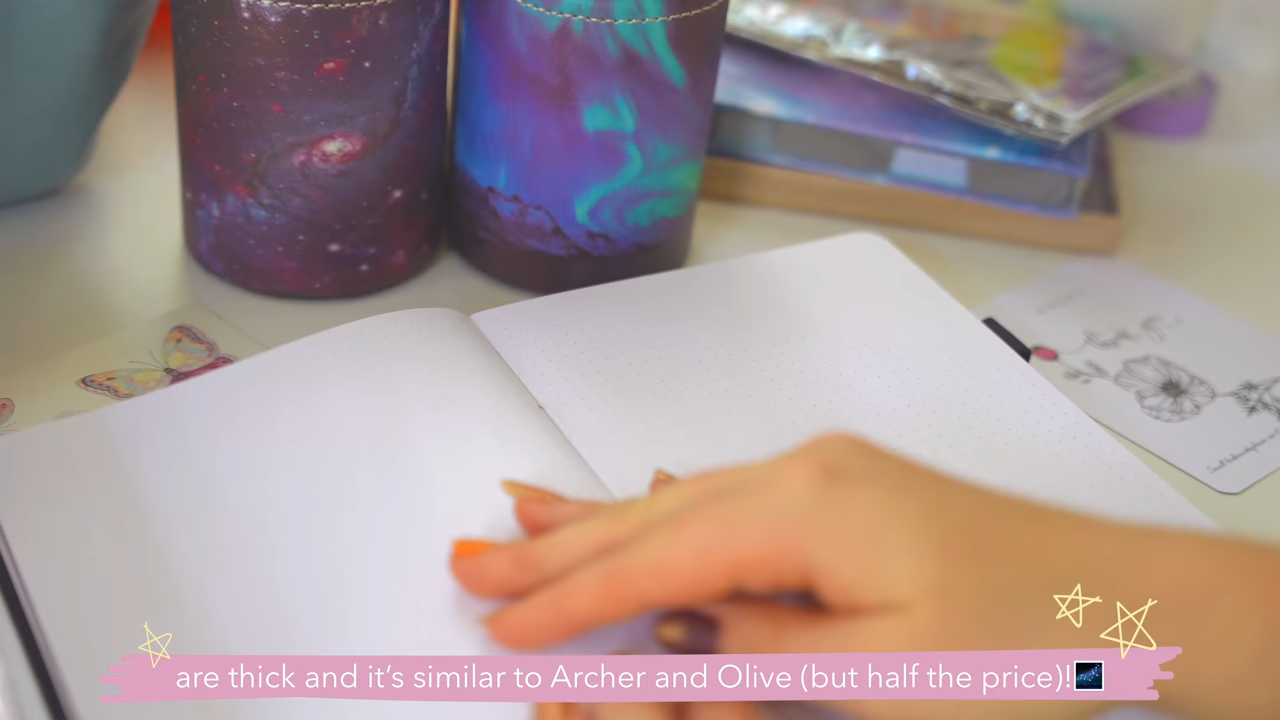 are thick and it’s similar to Archer and Olive (but half the price)!